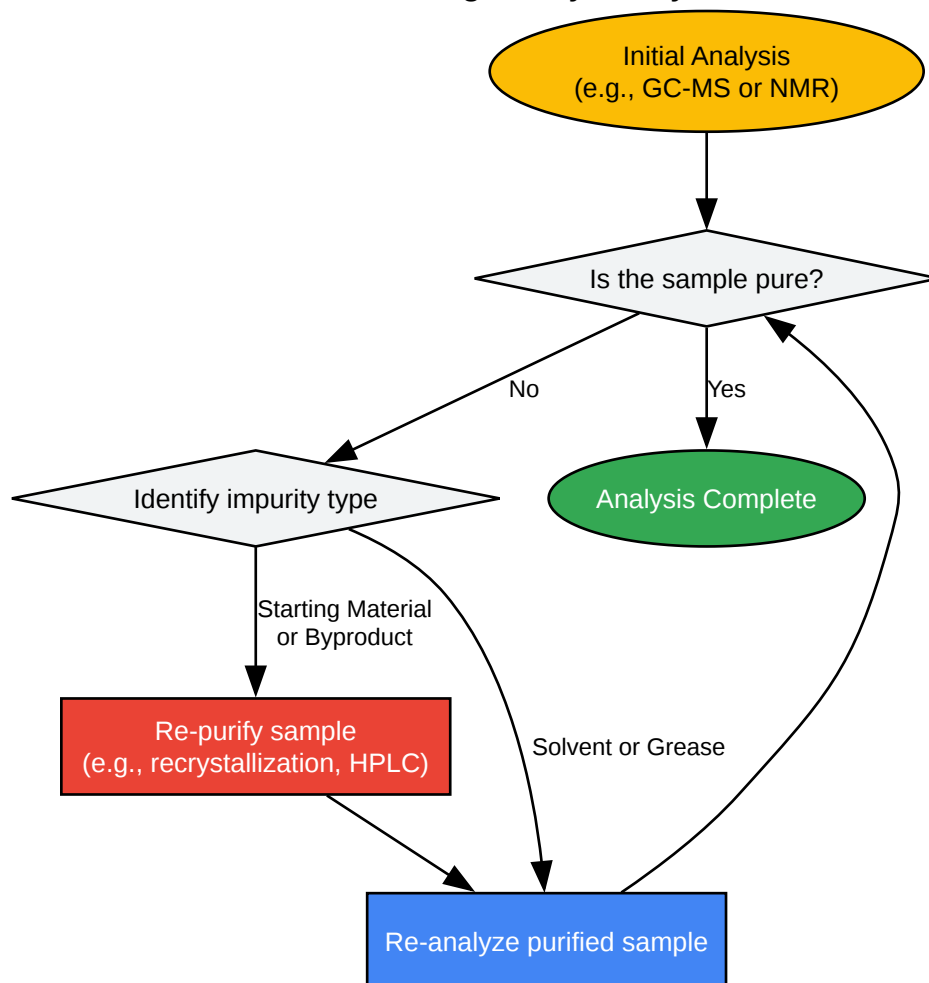 Initial Analysis
(e.g., GC-MS or NMR)
Is the sample pure?
No
Yes
Identify impurity type
Analysis Complete
Starting Material
or Byproduct
Re-purify sample
(e.g., recrystallization, HPLC)
Solvent or Grease
Re-analyze purified sample